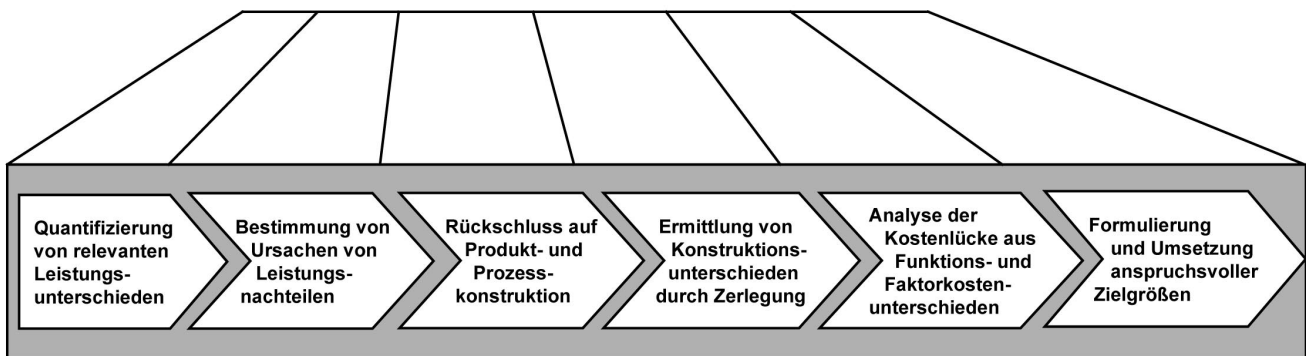 Quantifizierung
von relevanten
Leistungs-
unterschieden
Bestimmung von
Ursachen von
Leistungs-
nachteilen
Rückschluss auf
Produkt- und
Prozess-
konstruktion
Ermittlung von
Konstruktions-
unterschieden
durch Zerlegung
Analyse der
Kostenlücke aus
Funktions- und
Faktorkosten-
unterschieden
Formulierung
und Umsetzung
anspruchsvoller
Zielgrößen